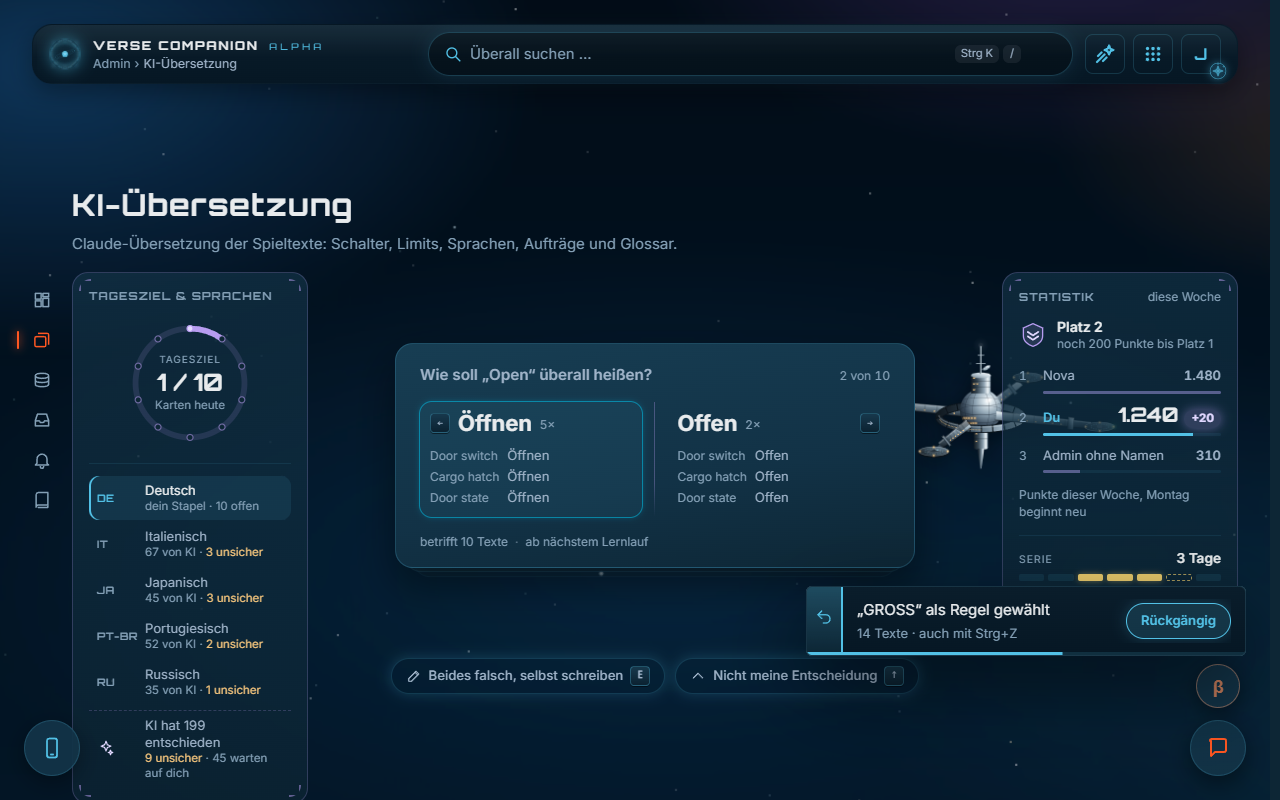 VERSE COMPANION ALPHA
Admin › KI-Übersetzung
Überall suchen ...
Strg K /
KI-Übersetzung
Claude-Übersetzung der Spieltexte: Schalter, Limits, Sprachen, Aufträge und Glossar.
TAGESZIEL & SPRACHEN
TAGESZIEL
1 / 10
Karten heute
DE Deutsch
dein Stapel · 10 offen
IT Italienisch
67 von KI · 3 unsicher
JA Japanisch
45 von KI · 3 unsicher
PT-BR Portugiesisch
52 von KI · 2 unsicher
RU Russisch
35 von KI · 1 unsicher
KI hat 199
entschieden
9 unsicher · 45 warten
auf dich
Wie soll „Open“ überall heißen?
2 von 10
← Öffnen 5×
Door switch Öffnen
Cargo hatch Öffnen
Door state Öffnen
Offen 2× →
Door switch Offen
Cargo hatch Offen
Door state Offen
betrifft 10 Texte · ab nächstem Lernlauf
Beides falsch, selbst schreiben E
Nicht meine Entscheidung ↑
STATISTIK
diese Woche
Platz 2
noch 200 Punkte bis Platz 1
1 Nova 1.480
2 Du 1.240 +20
3 Admin ohne Namen 310
Punkte dieser Woche, Montag
beginnt neu
SERIE 3 Tage
„GROSS“ als Regel gewählt
14 Texte · auch mit Strg+Z
Rückgängig
β